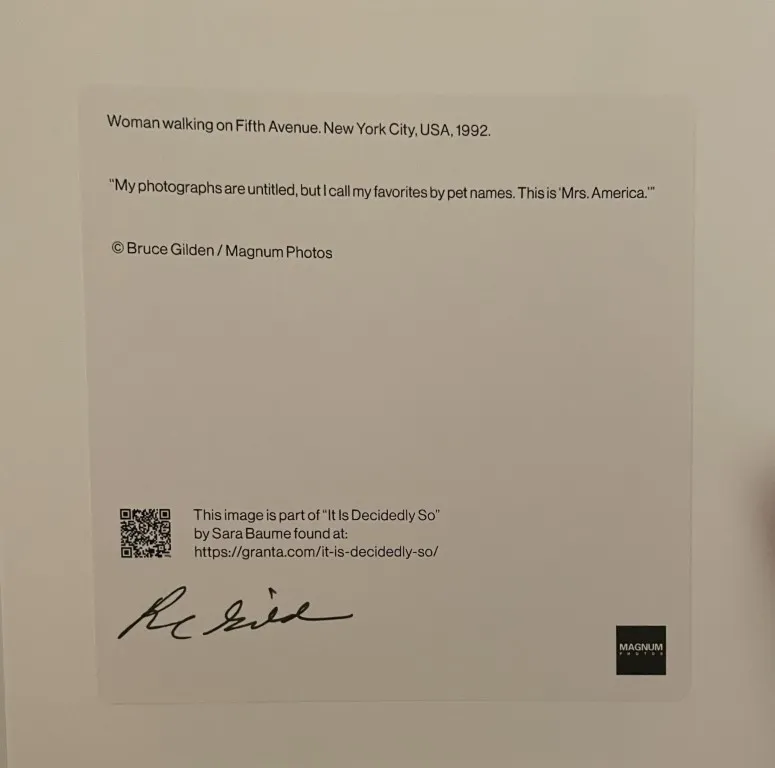 Woman walking on Fifth Avenue. New York City, USA, 1992.
“My photographs are untitled, but I call my favorites by pet names. This is ‘Mrs. America.’”
© Bruce Gilden / Magnum Photos
This image is part of “It Is Decidedly So”
by Sara Baume found at:
https://granta.com/it-is-decidedly-so/
MAGNUM
PHOTOS